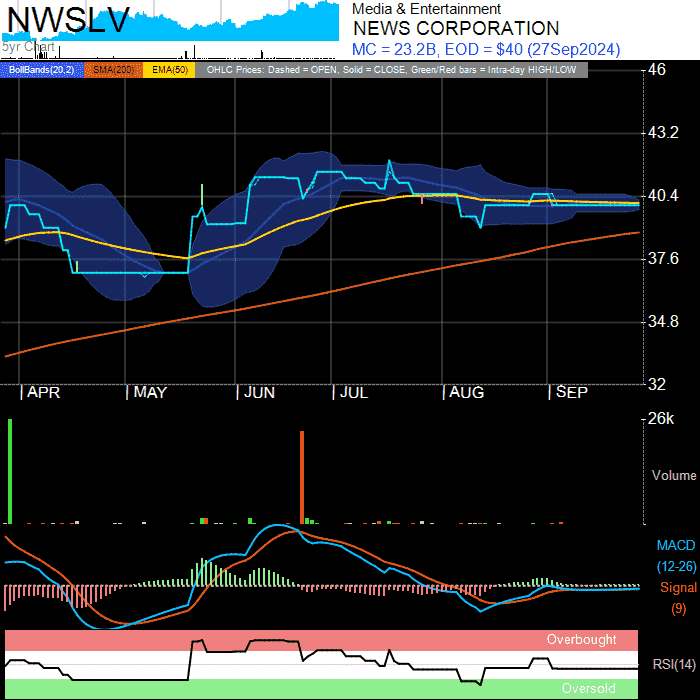 NWSLV
5yr Chart
Media & Entertainment
NEWS CORPORATION
MC = 23.2B, EOD = $40 (27Sep2024)
BollBands(20,2) SMA(200) EMA(50) OHLC Prices: Dashed = OPEN, Solid = CLOSE, Green/Red bars = Intra-day HIGH/LOW
46
43.2
40.4
37.6
34.8
32
APR MAY JUN JUL AUG SEP
26k
Volume
MACD
(12-26)
Signal
(9)
Overbought
RSI(14)
Oversold